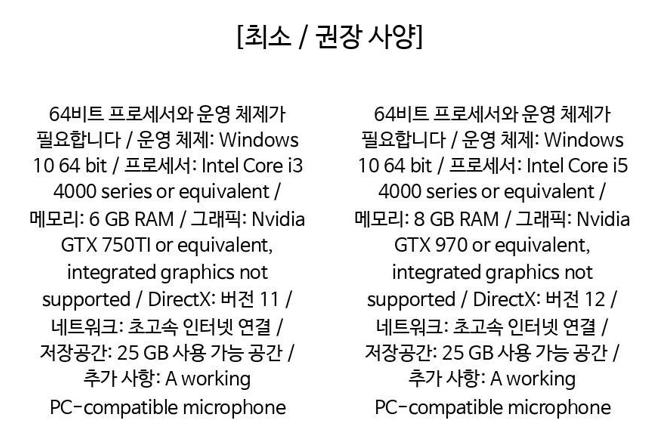 [최소 / 권장 사양]
64비트 프로세서와 운영 체제가
필요합니다 / 운영 체제: Windows
10 64 bit / 프로세서: Intel Core i3
4000 series or equivalent /
메모리: 6 GB RAM / 그래픽: Nvidia
GTX 750TI or equivalent,
integrated graphics not
supported / DirectX: 버전 11 /
네트워크: 초고속 인터넷 연결 /
저장공간: 25 GB 사용 가능 공간 /
추가 사항: A working
PC-compatible microphone
64비트 프로세서와 운영 체제가
필요합니다 / 운영 체제: Windows
10 64 bit / 프로세서: Intel Core i5
4000 series or equivalent /
메모리: 8 GB RAM / 그래픽: Nvidia
GTX 970 or equivalent,
integrated graphics not
supported / DirectX: 버전 12 /
네트워크: 초고속 인터넷 연결 /
저장공간: 25 GB 사용 가능 공간 /
추가 사항: A working
PC-compatible microphone